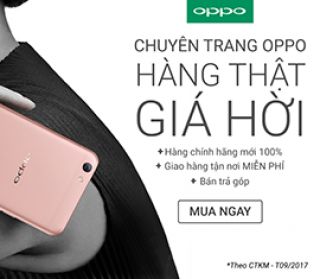 oppo
CHUYÊN TRANG OPPO
HÀNG THẬT
GIÁ HỜI
✦Hàng chính hãng mới 100%
✦Giao hàng tận nơi MIỄN PHÍ
✦Bán trả góp
oppo
MUA NGAY
*Theo CTKM - T09/2017